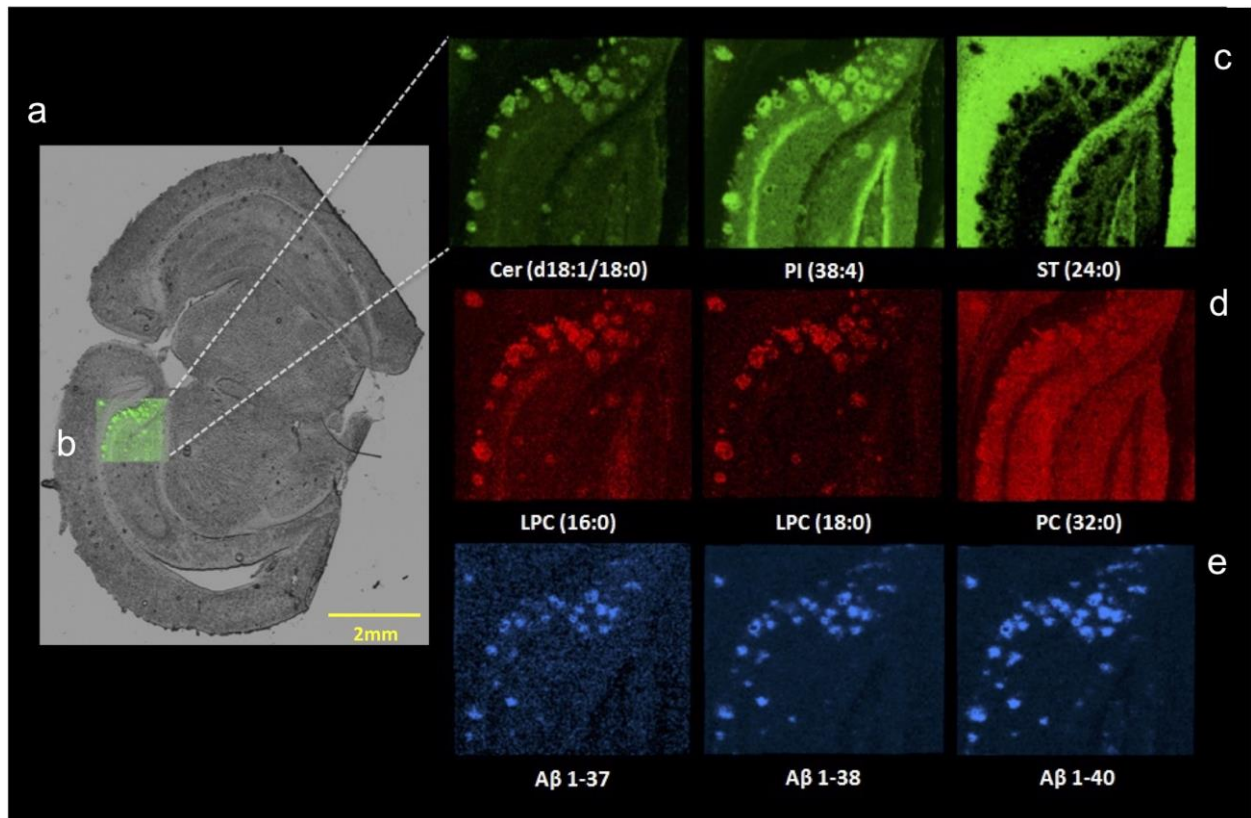 a
b
2mm
c
Cer (d18:1/18:0)
PI (38:4)
ST (24:0)
d
LPC (16:0)
LPC (18:0)
PC (32:0)
e
Aβ 1-37
Aβ 1-38
Aβ 1-40